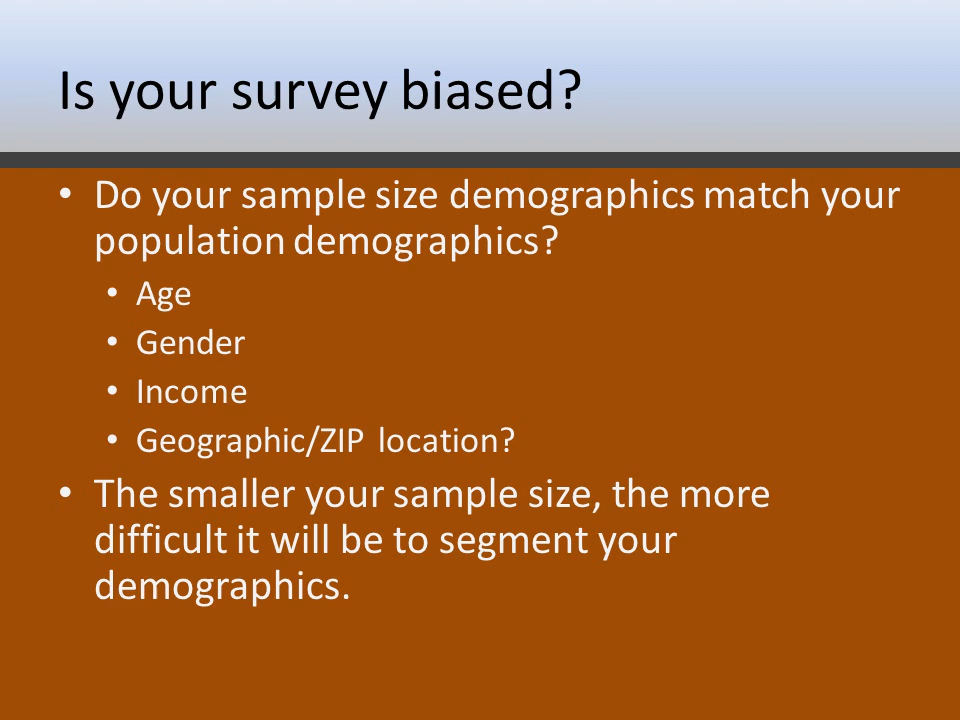 Is your survey biased?
• Do your sample size demographics match your
population demographics?
• Age
• Gender
• Income
• Geographic/ZIP location?
• The smaller your sample size, the more
difficult it will be to segment your
demographics.